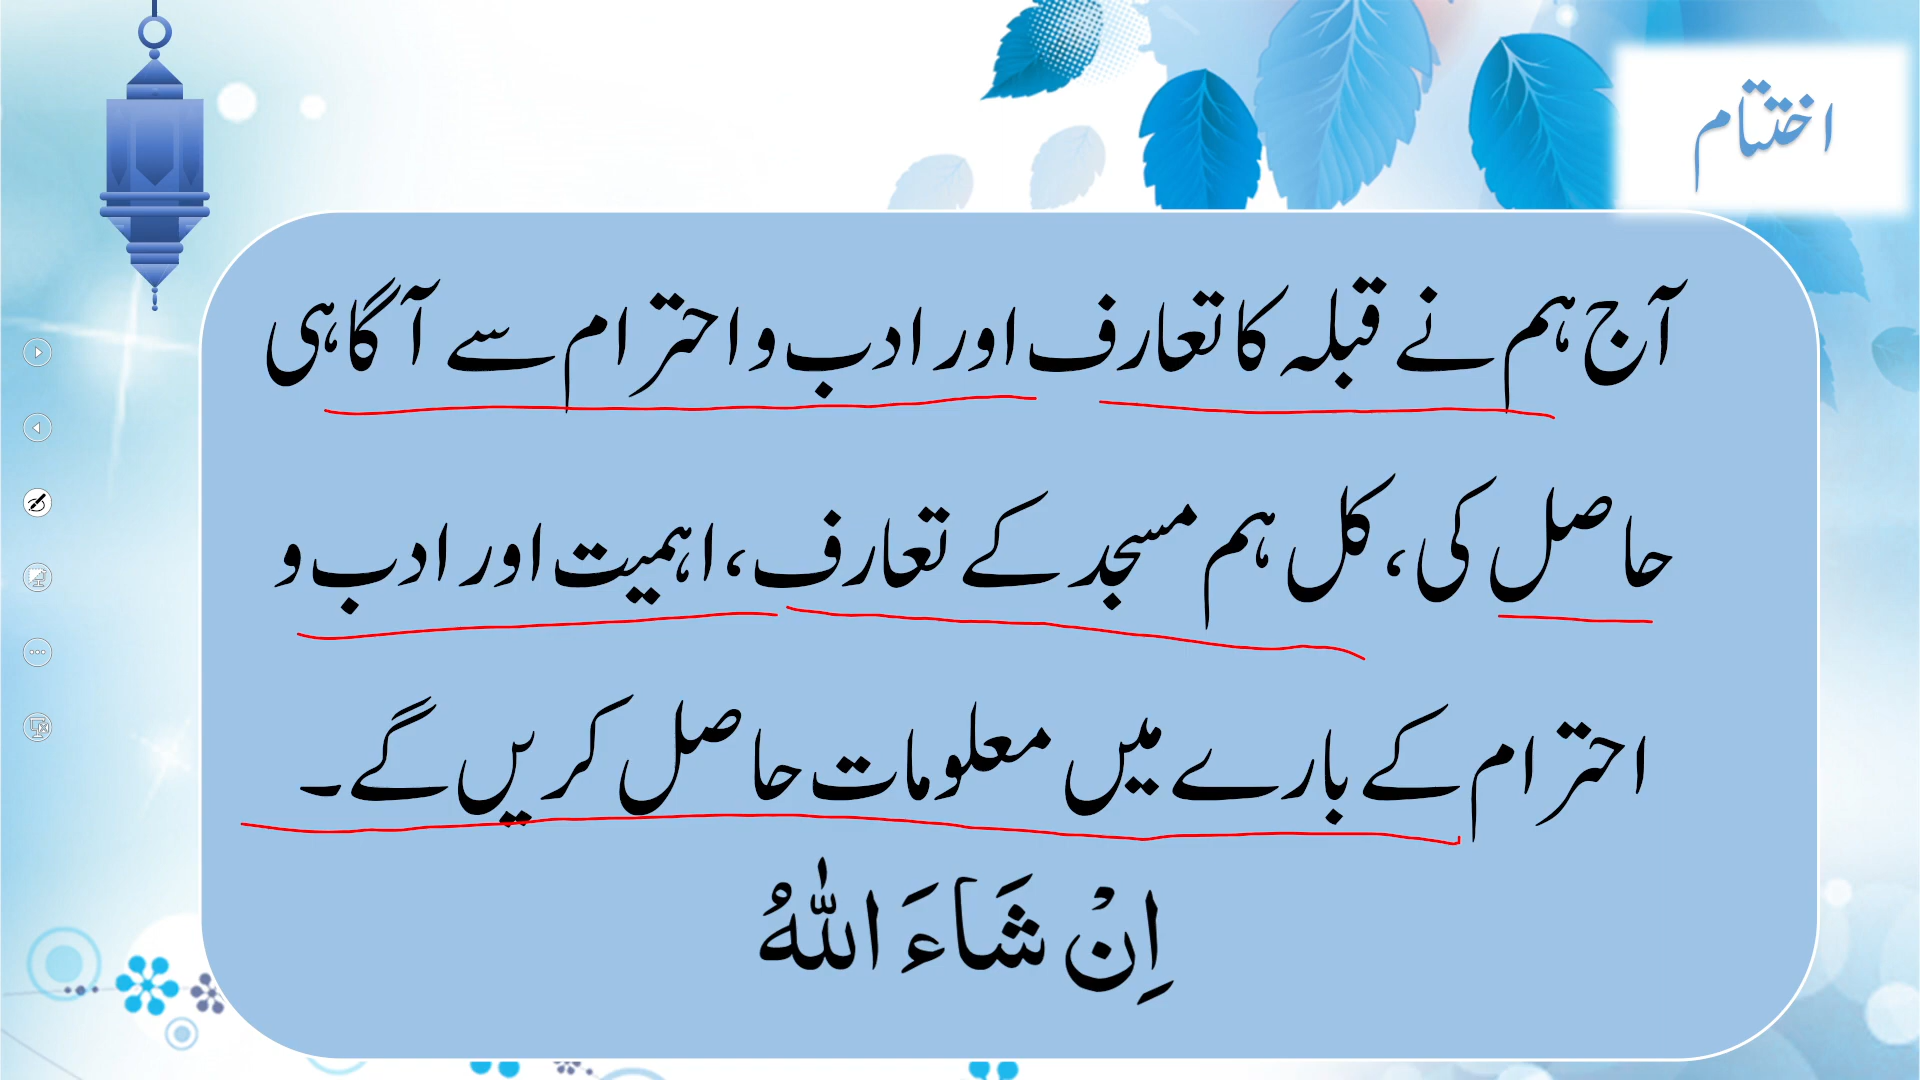 اختتام
آج ہم نے قبلہ کا تعارف اور ادب و احترام سے آگاہی
حاصل کی، کل ہم مسجد کے تعارف، اہمیت اور ادب و
احترام کے بارے میں معلومات حاصل کریں گے۔
اِنْ شَاءَ اللّٰہُ